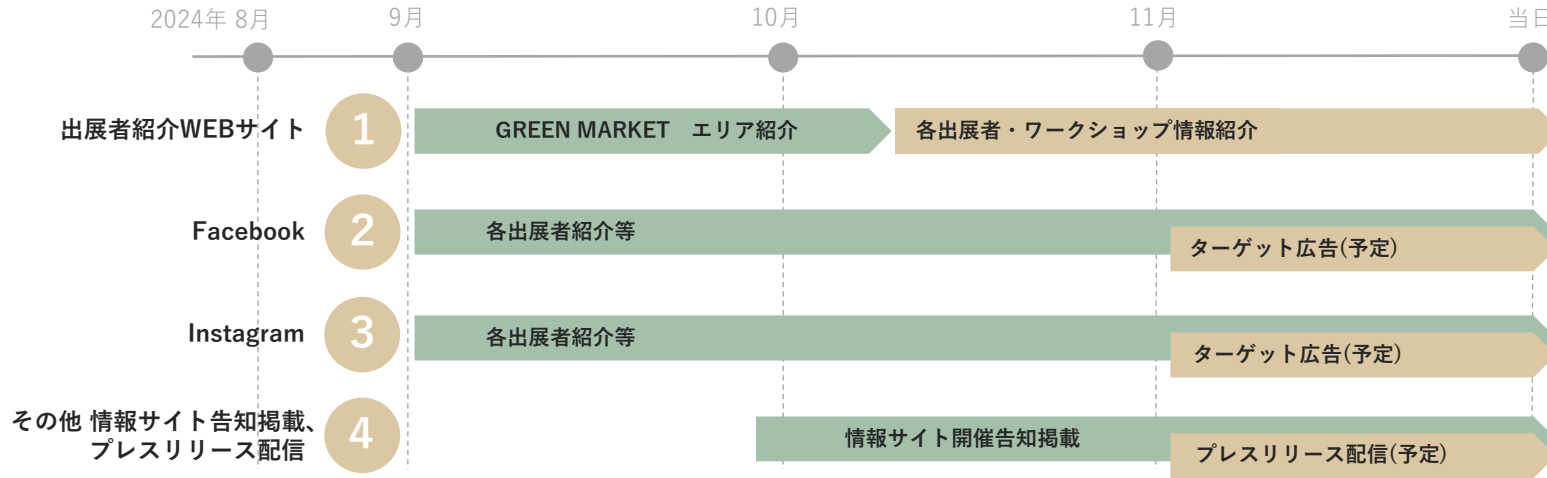 2024年 8月
9月
10月
11月
当日
出展者紹介WEBサイト
1
GREEN MARKET　エリア紹介
各出展者・ワークショップ情報紹介
Facebook
2
各出展者紹介等
ターゲット広告(予定)
Instagram
3
各出展者紹介等
ターゲット広告(予定)
その他 情報サイト告知掲載、
プレスリリース配信
4
情報サイト開催告知掲載
プレスリリース配信(予定)